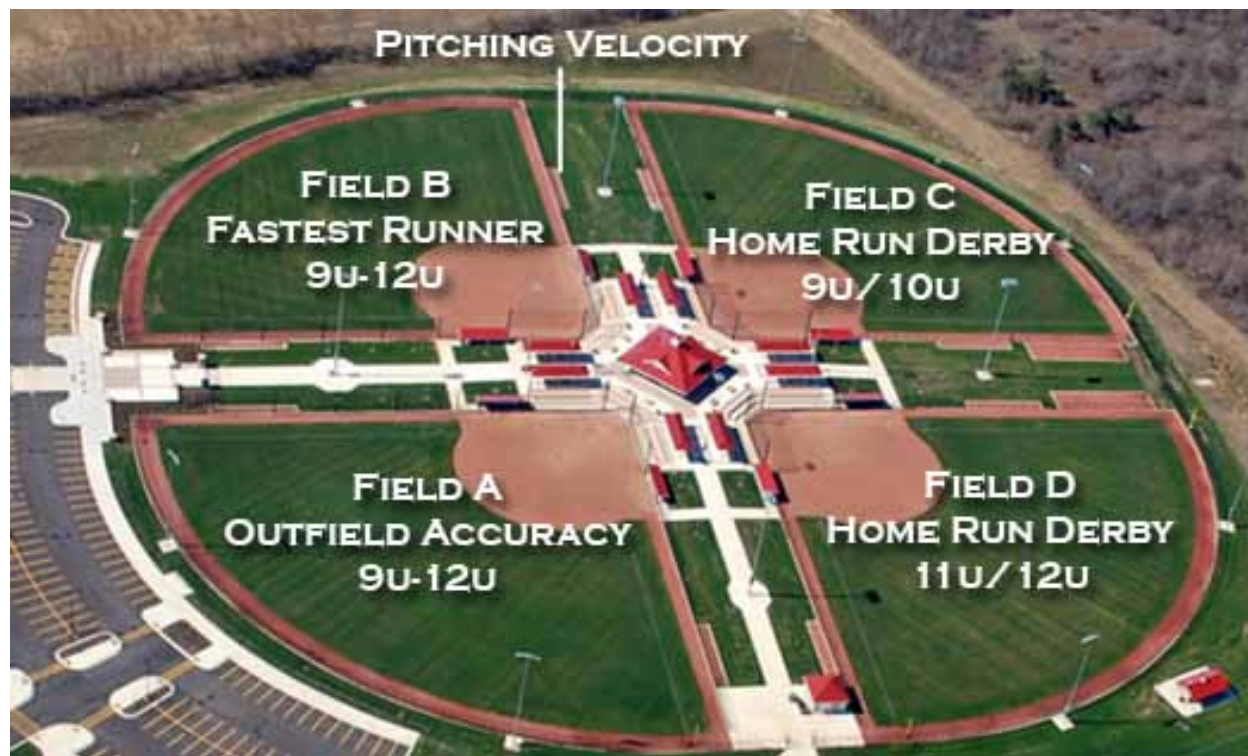 PITCHING VELOCITY
FIELD B
FASTEST RUNNER
9U-12U
FIELD C
HOME RUN DERBY
9U/10U
FIELD A
OUTFIELD ACCURACY
9U-12U
FIELD D
HOME RUN DERBY
11U/12U